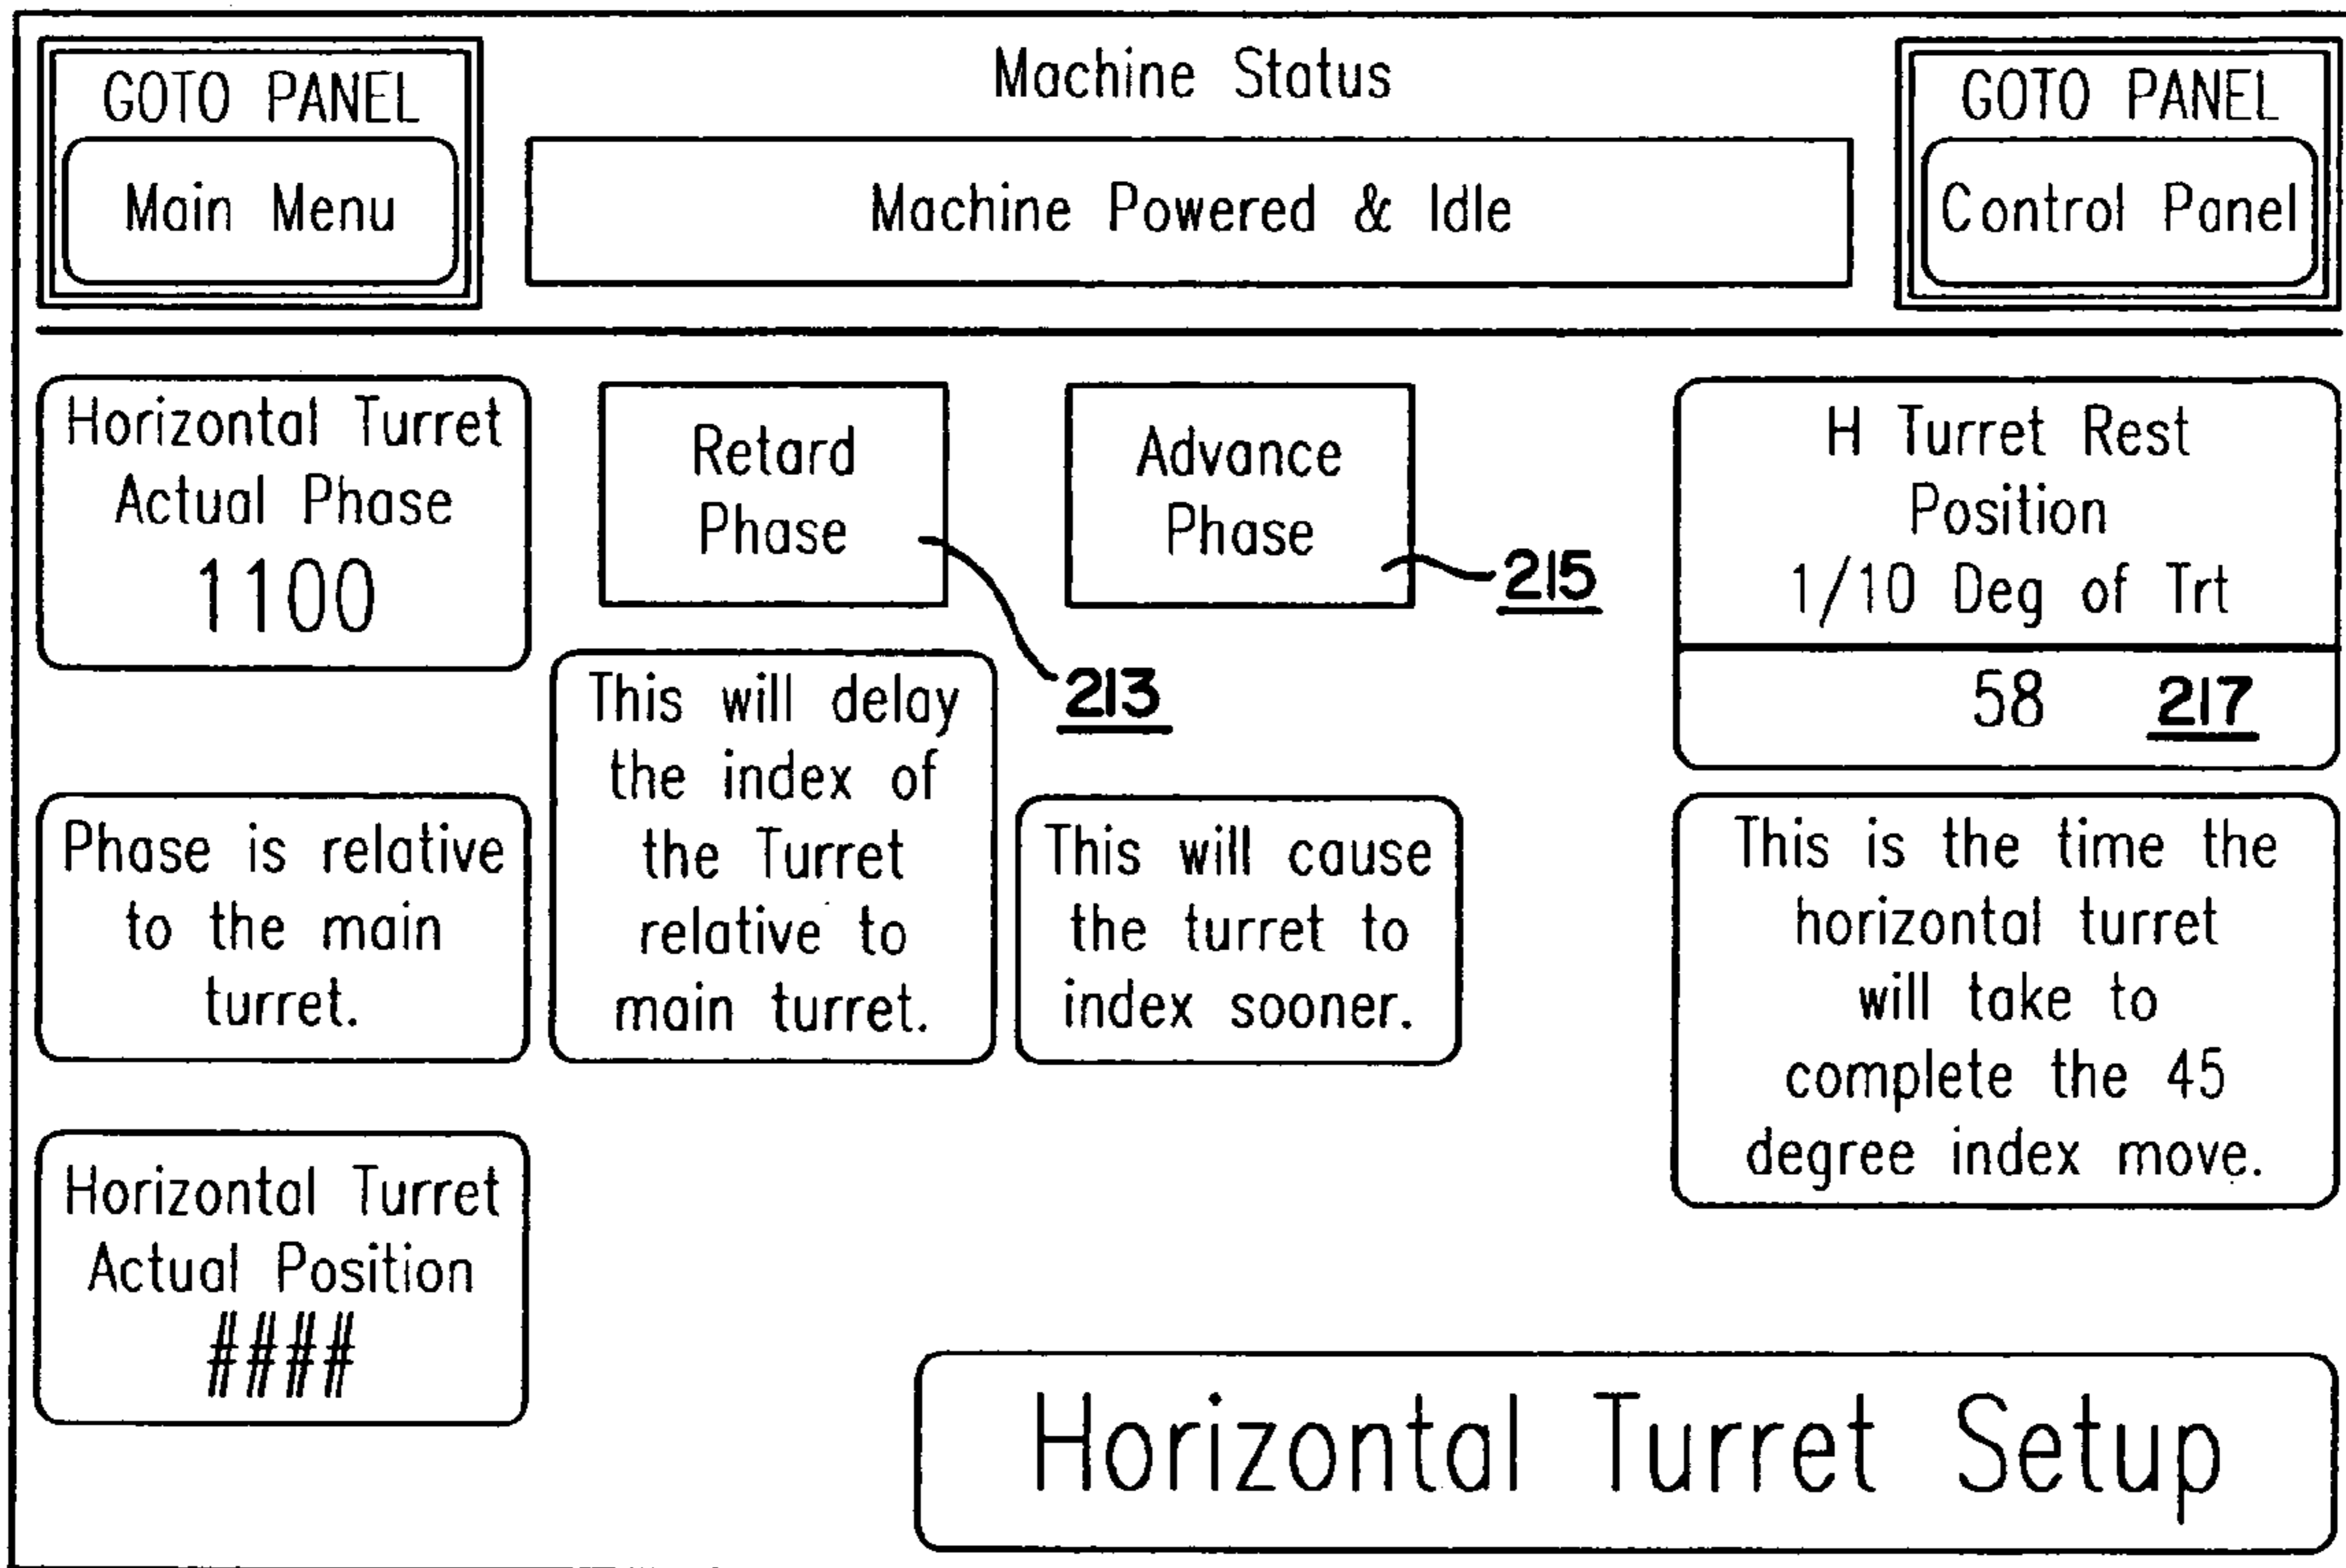 GOTO PANEL
Main Menu
Machine Status
Machine Powered & Idle
GOTO PANEL
Control Panel
Horizontal Turret
Actual Phase
1100
Retard
Phase
213
Advance
Phase
215
H Turret Rest
Position
1/10 Deg of Trt
58 217
Phase is relative
to the main
turret.
This will delay
the index of
the Turret
relative to
main turret.
This will cause
the turret to
index sooner.
This is the time the
horizontal turret
will take to
complete the 45
degree index move.
Horizontal Turret
Actual Position
####
Horizontal Turret Setup